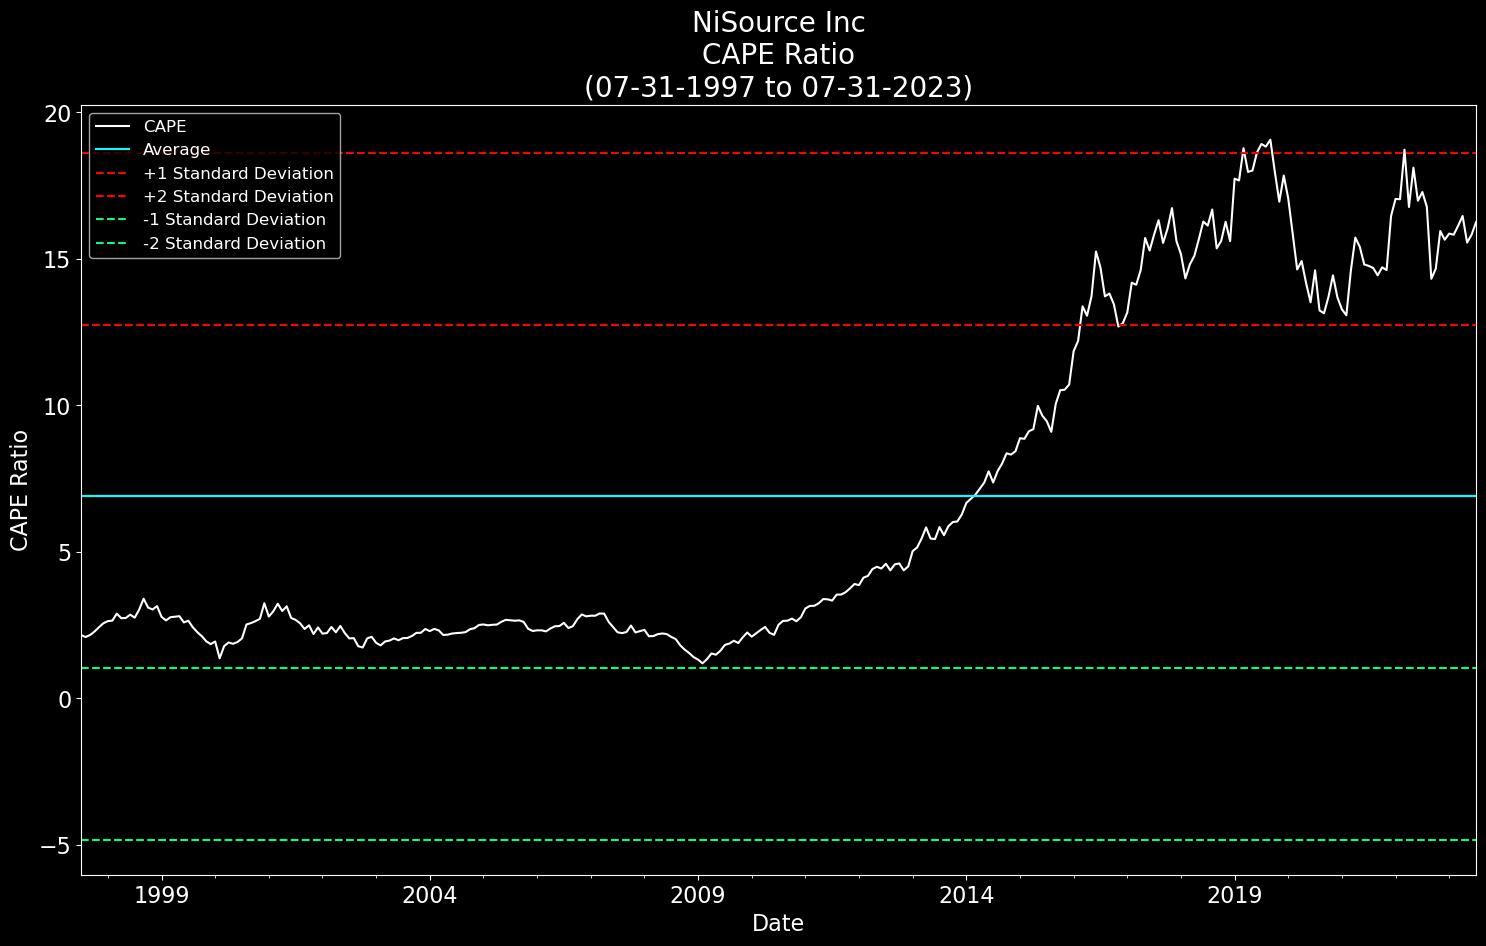 NiSource Inc
CAPE Ratio
(07-31-1997 to 07-31-2023)
20
15
10
5
0
−5
CAPE Ratio
CAPE
Average
+1 Standard Deviation
+2 Standard Deviation
-1 Standard Deviation
-2 Standard Deviation
1999 2004 2009 2014 2019
Date